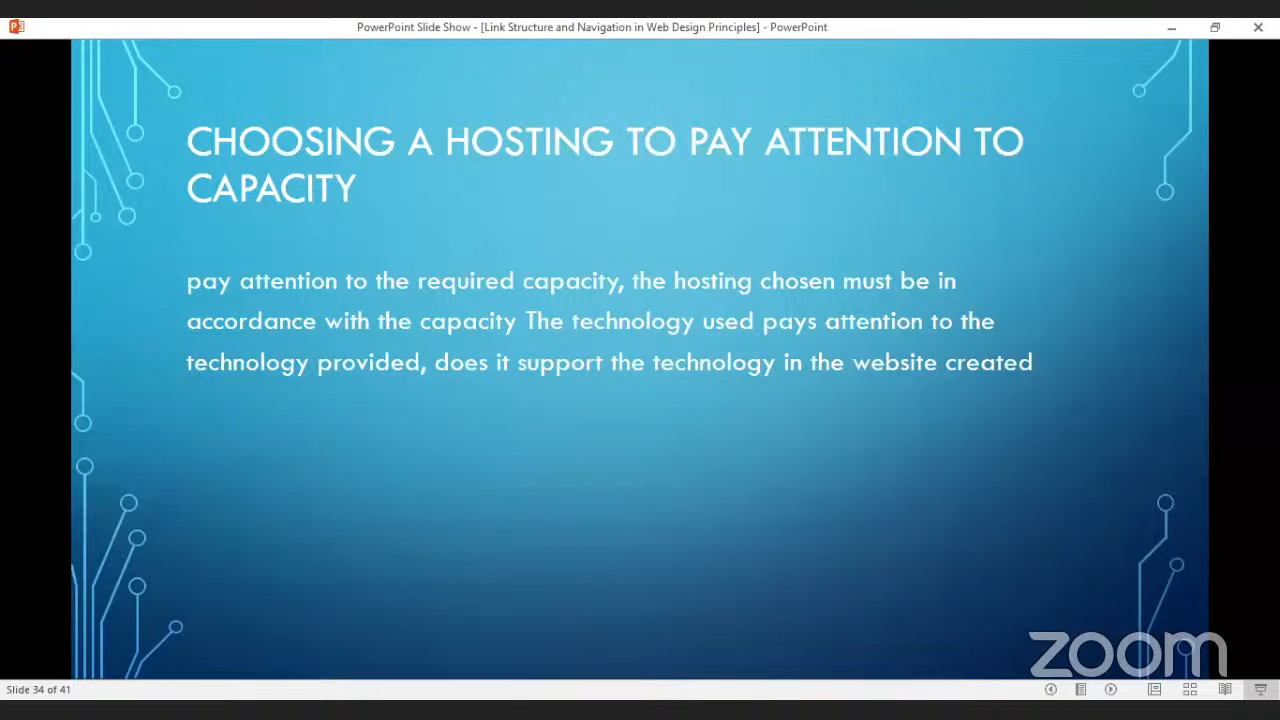 PowerPoint Slide Show - [Link Structure and Navigation in Web Design Principles] - PowerPoint
CHOOSING A HOSTING TO PAY ATTENTION TO
CAPACITY
pay attention to the required capacity, the hosting chosen must be in
accordance with the capacity The technology used pays attention to the
technology provided, does it support the technology in the website created
zoom
Slide 34 of 41